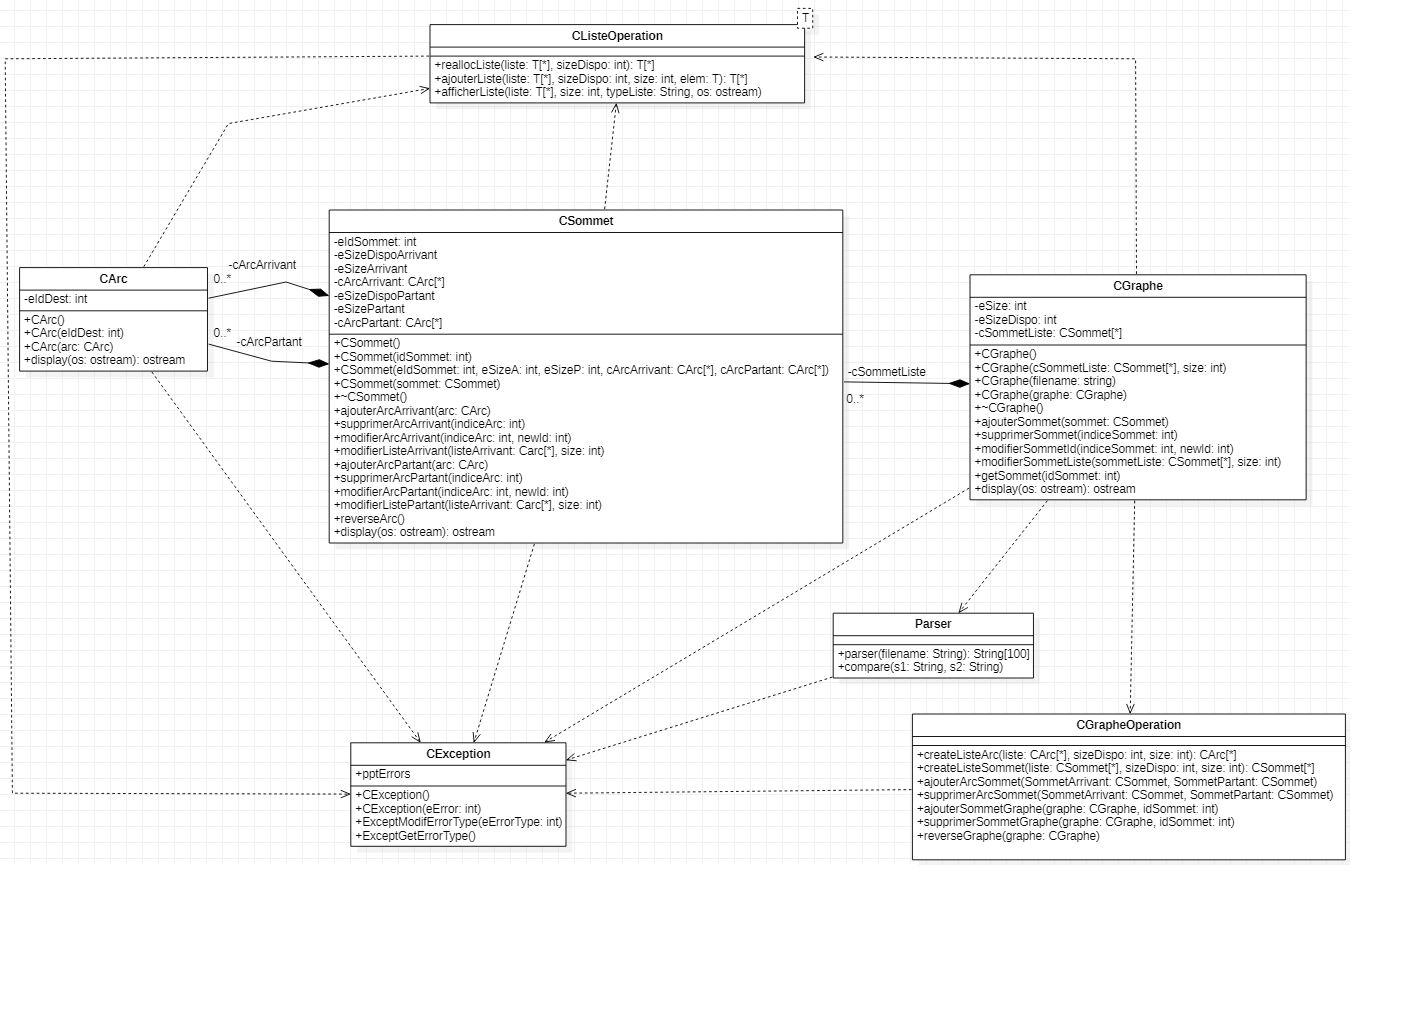 T
CListeOperation
+reallocListe(liste: T[*], sizeDispo: int): T[*]
+ajouterListe(liste: T[*], sizeDispo: int, size: int, elem: T): T[*]
+afficherListe(liste: T[*], size: int, typeListe: String, os: ostream)
CArc
-eIdDest: int
+CArc()
+CArc(eIdDest: int)
+CArc(arc: CArc)
+display(os: ostream): ostream
-cArcArrivant
0..*
0..*
-cArcPartant
CSommet
-eIdSommet: int
-eSizeDispoArrivant
-eSizeArrivant
-cArcArrivant: CArc[*]
-eSizeDispoPartant
-eSizePartant
-cArcPartant: CArc[*]
+CSommet()
+CSommet(idSommet: int)
+CSommet(eIdSommet: int, eSizeA: int, eSizeP: int, cArcArrivant: CArc[*], cArcPartant: CArc[*])
+CSommet(sommet: CSommet)
+~CSommet()
+ajouterArcArrivant(arc: CArc)
+supprimerArcArrivant(indiceArc: int)
+modifierArcArrivant(indiceArc: int, newId: int)
+modifierListeArrivant(listeArrivant: Carc[*], size: int)
+ajouterArcPartant(arc: CArc)
+supprimerArcPartant(indiceArc: int)
+modifierArcPartant(indiceArc: int, newId: int)
+modifierListePartant(listeArrivant: Carc[*], size: int)
+reverseArc()
+display(os: ostream): ostream
-cSommetListe
0..*
CGraphe
-eSize: int
-eSizeDispo: int
-cSommetListe: CSommet[*]
+CGraphe()
+CGraphe(cSommetListe: CSommet[*], size: int)
+CGraphe(filename: string)
+CGraphe(graphe: CGraphe)
+~CGraphe()
+ajouterSommet(sommet: CSommet)
+supprimerSommet(indiceSommet: int)
+modifierSommetId(indiceSommet: int, newId: int)
+modifierSommetListe(sommetListe: CSommet[*], size: int)
+getSommet(idSommet: int)
+display(os: ostream): ostream
Parser
+parser(filename: String): String[100]
+compare(s1: String, s2: String)
CException
+pptErrors
+CException()
+CException(eError: int)
+ExceptModifErrorType(eErrorType: int)
+ExceptGetErrorType()
CGrapheOperation
+createListeArc(liste: CArc[*], sizeDispo: int, size: int): CArc[*]
+createListeSommet(liste: CSommet[*], sizeDispo: int, size: int): CSommet[*]
+ajouterArcSommet(SommetArrivant: CSommet, SommetPartant: CSommet)
+supprimerArcSommet(SommetArrivant: CSommet, SommetPartant: CSommet)
+ajouterSommetGraphe(graphe: CGraphe, idSommet: int)
+supprimerSommetGraphe(graphe: CGraphe, idSommet: int)
+reverseGraphe(graphe: CGraphe)